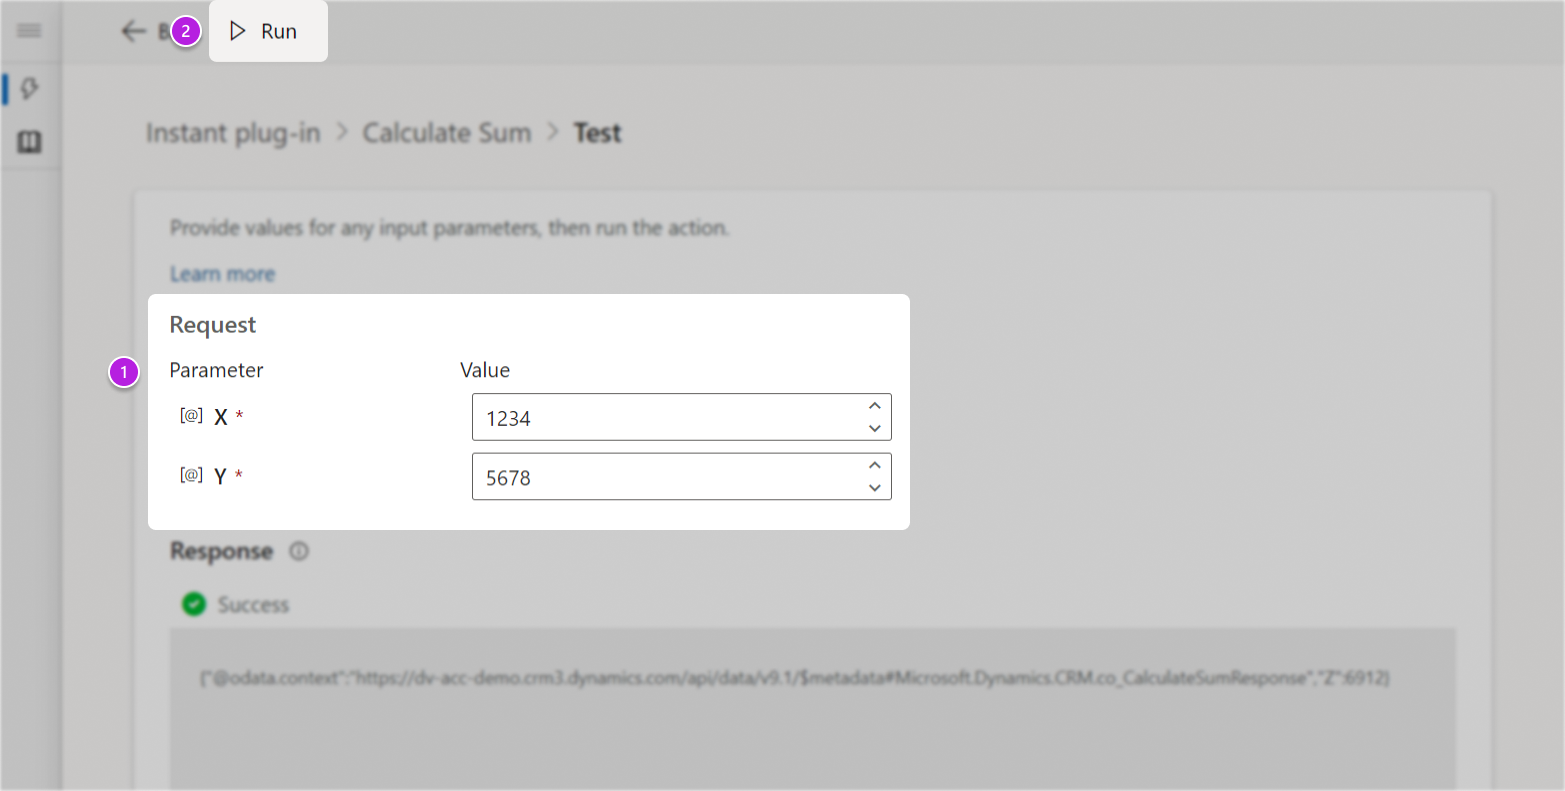 2
Run
Instant plug-in > Calculate Sum > Test
Provide values for any input parameters, then run the action.
Learn more
Request
1
Parameter Value
[@] X * 1234
[@] Y * 5678
Response
Success
{"@odata.context":"https://dv-acc-demo.crm3.dynamics.com/api/data/v9.1/$metadata#Microsoft.Dynamics.CRM.co_CalculateSumResponse","Z":6912}